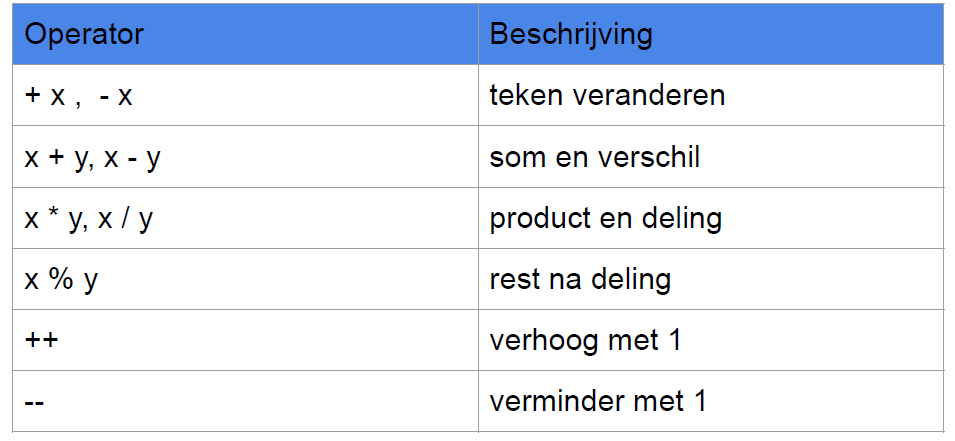 Operator Beschrijving
+ x ,  - x teken veranderen
x + y, x - y som en verschil
x * y, x / y product en deling
x % y rest na deling
++ verhoog met 1
-- verminder met 1